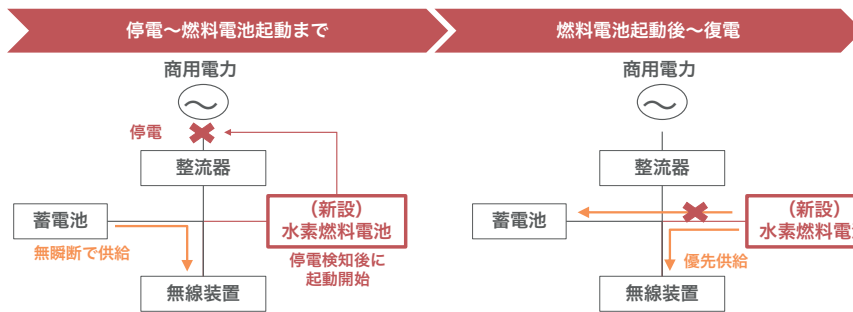 停電～燃料電池起動まで
商用電力
停電
整流器
蓄電池
（新設）
水素燃料電池
無瞬断で供給
停電検知後に
起動開始
無線装置
燃料電池起動後～復電
商用電力
整流器
蓄電池
（新設）
水素燃料電
優先供給
無線装置